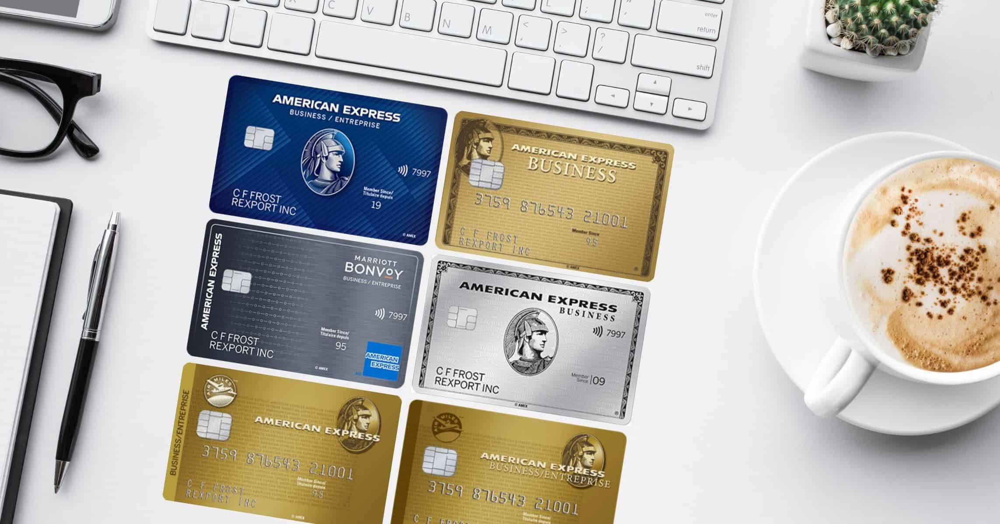 X
C
V
B
N
M
<
,
>
.
L
:
;
"
'
?
/
enter
return
shift
AMERICAN EXPRESS
BUSINESS / ENTREPRISE
7997
Member Since/
Titulaire depuis
19
C F FROST
REXPORT INC
© AMEX
AMERICAN EXPRESS
BUSINESS
3759 876543 21001
Member Since
95
C F FROST
REXPORT INC
© AMEX
®
AMERICAN EXPRESS
MARRIOTT
BONVOY
BUSINESS / ENTREPRISE
7997
Member Since/
Titulaire depuis
95
C F FROST
REXPORT INC
© AMEX
AMERICAN
EXPRESS
AMERICAN EXPRESS
BUSINESS
7997
C F FROST
REXPORT INC
Member
Since
09
© AMEX
®
BUSINESS/ENTREPRISE
AIR MILES
AMERICAN EXPRESS
3759 876543 21001
Member Since/
Titulaire depuis
95
C F FROST
REXPORT INC
© AMEX
AIR MILES
AMERICAN EXPRESS
BUSINESS/ENTREPRISE
3759 876543 21001
Member Since/
Titulaire depuis
C F FROST